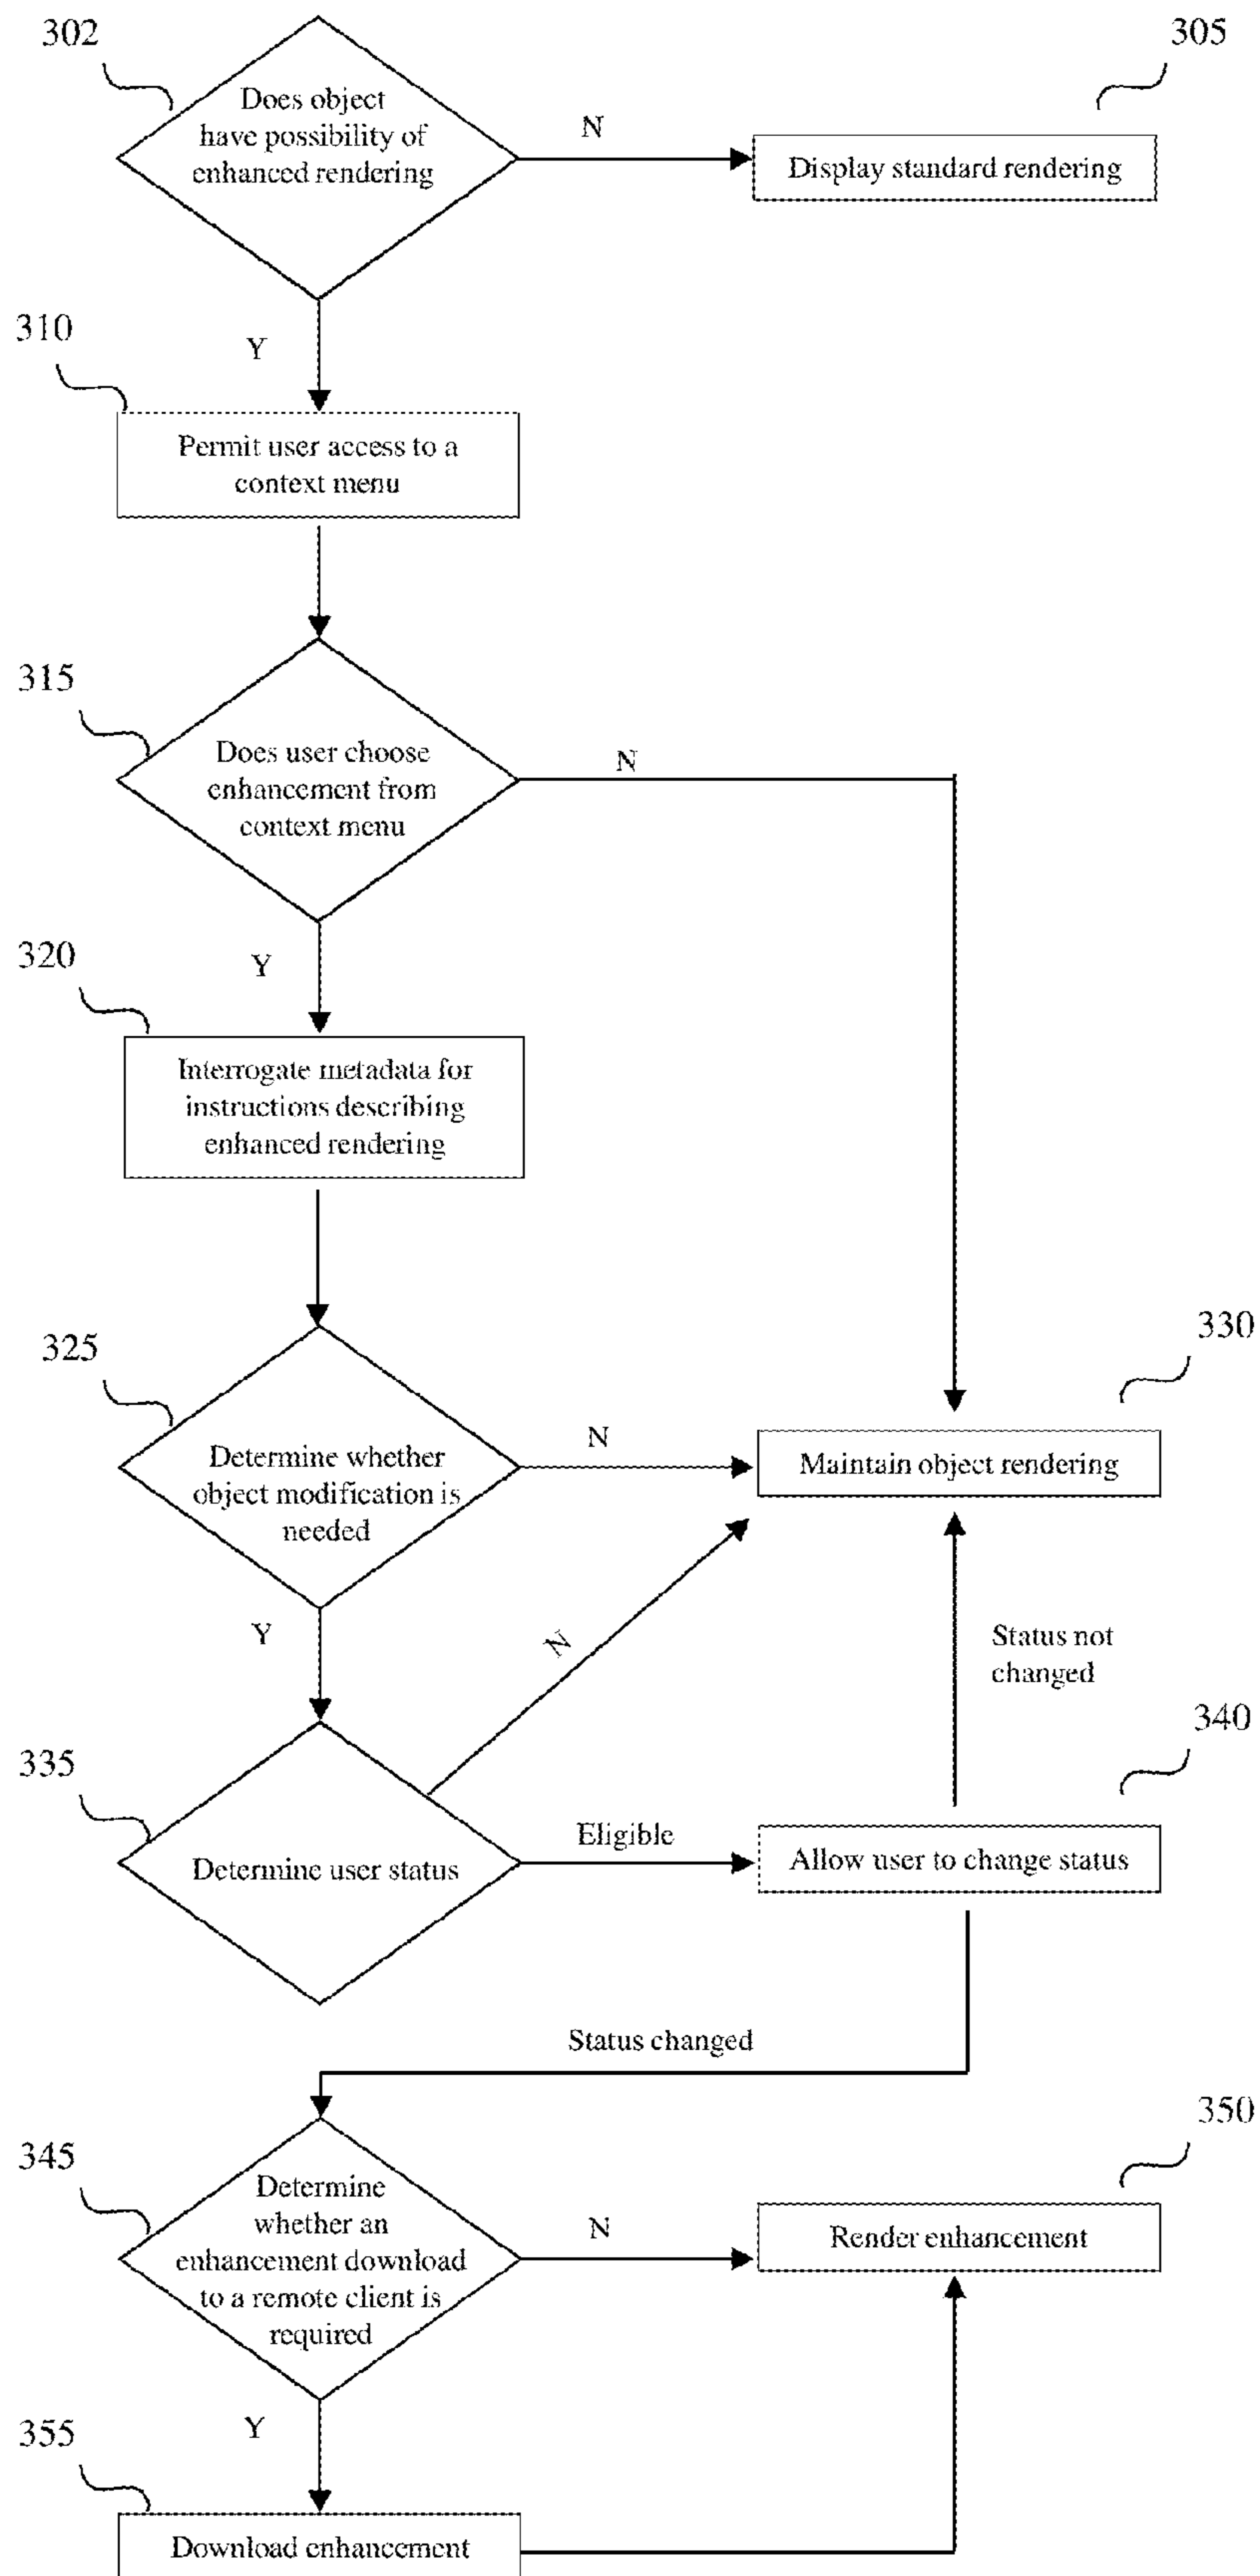 302
305
Does object
have possibility of
enhanced rendering
N
Display standard rendering
310
Y
Permit user access to a
context menu
315
Does user choose
enhancement from
context menu
N
320
Y
Interrogate metadata for
instructions describing
enhanced rendering
325
330
Determine whether
object modification is
needed
N
Maintain object rendering
Y
N
Status not
changed
335
340
Determine user status
Eligible
Allow user to change status
Status changed
345
350
Determine
whether an
enhancement download
to a remote client is
required
N
Render enhancement
355
Y
Download enhancement